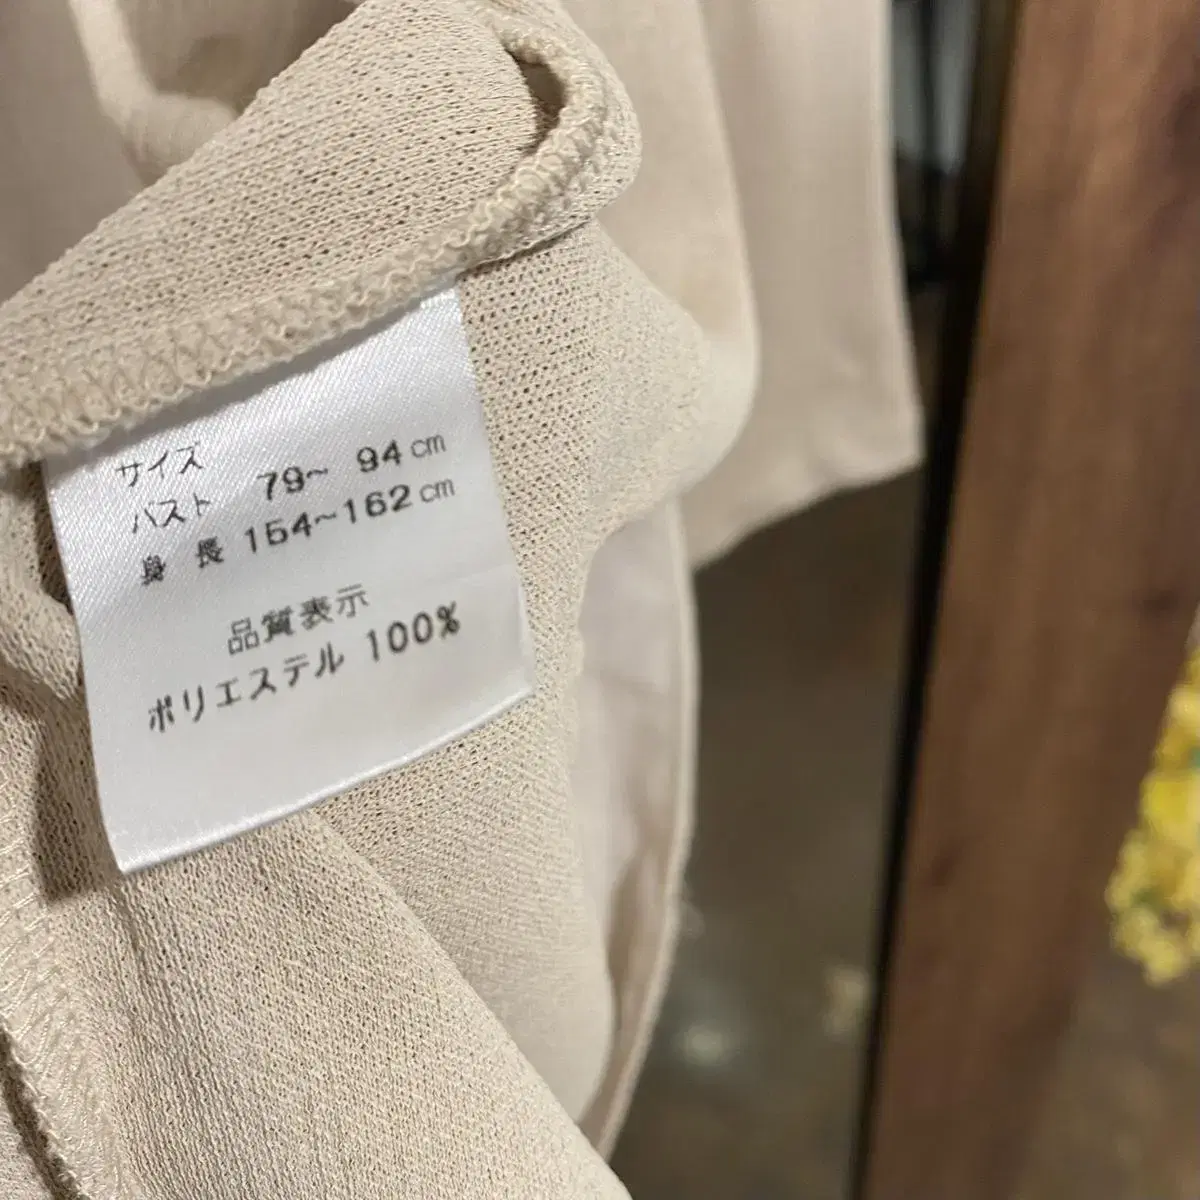 サイズ
バスト 79~ 94cm
身長 154~162cm
品質表示
ポリエステル 100%